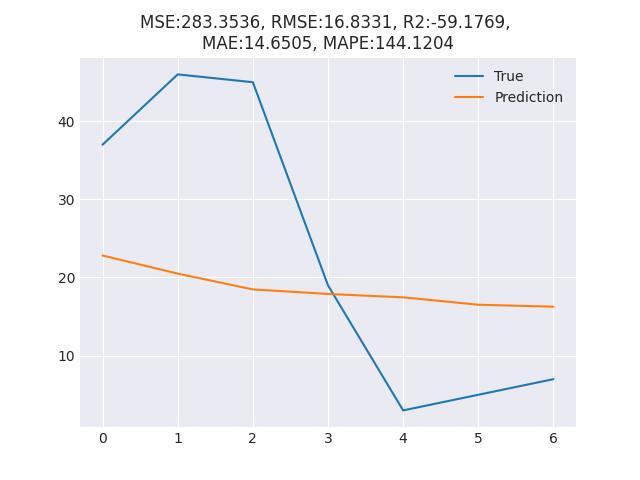 MSE:283.3536, RMSE:16.8331, R2:-59.1769,
MAE:14.6505, MAPE:144.1204
True
Prediction
40
30
20
10
0 1 2 3 4 5 6